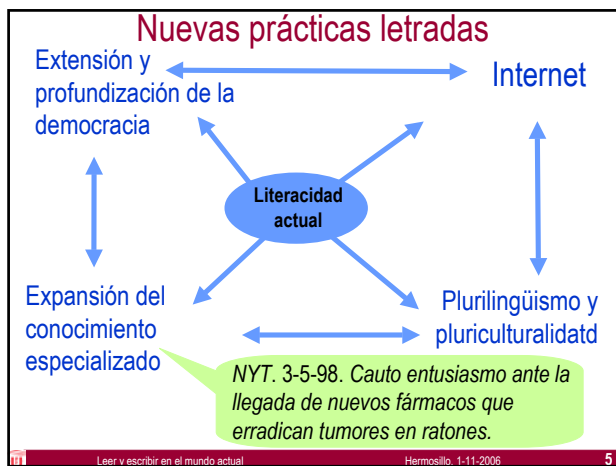 Nuevas prácticas letradas
Extensión y
profundización de la
democracia
Internet
Literacidad
actual
Expansión del
conocimiento
especializado
Plurilingüismo y
pluriculturalidatd
NYT. 3-5-98. Cauto entusiasmo ante la
llegada de nuevos fármacos que
erradican tumores en ratones.
Leer y escribir en el mundo actual
Hermosillo. 1-11-2006
5